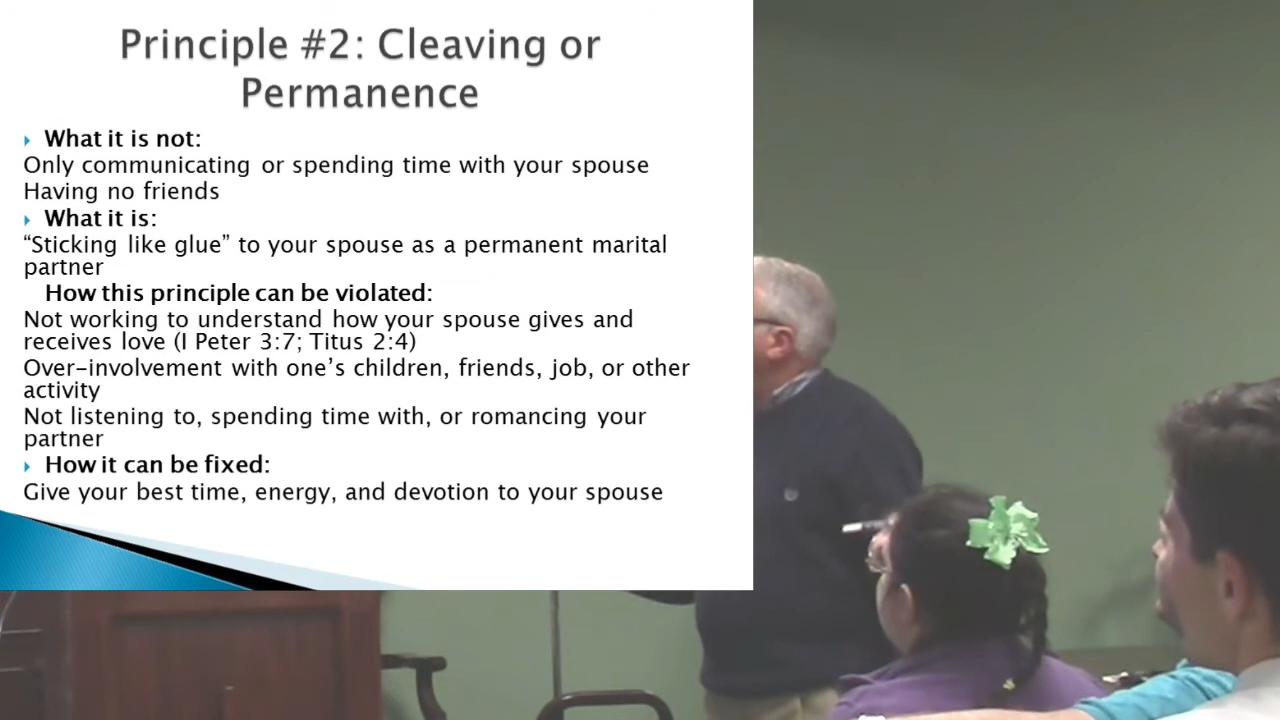 Principle #2: Cleaving or
Permanence
What it is not:
Only communicating or spending time with your spouse
Having no friends
What it is:
“Sticking like glue” to your spouse as a permanent marital
partner
How this principle can be violated:
Not working to understand how your spouse gives and
receives love (I Peter 3:7; Titus 2:4)
Over-involvement with one’s children, friends, job, or other
activity
Not listening to, spending time with, or romancing your
partner
How it can be fixed:
Give your best time, energy, and devotion to your spouse